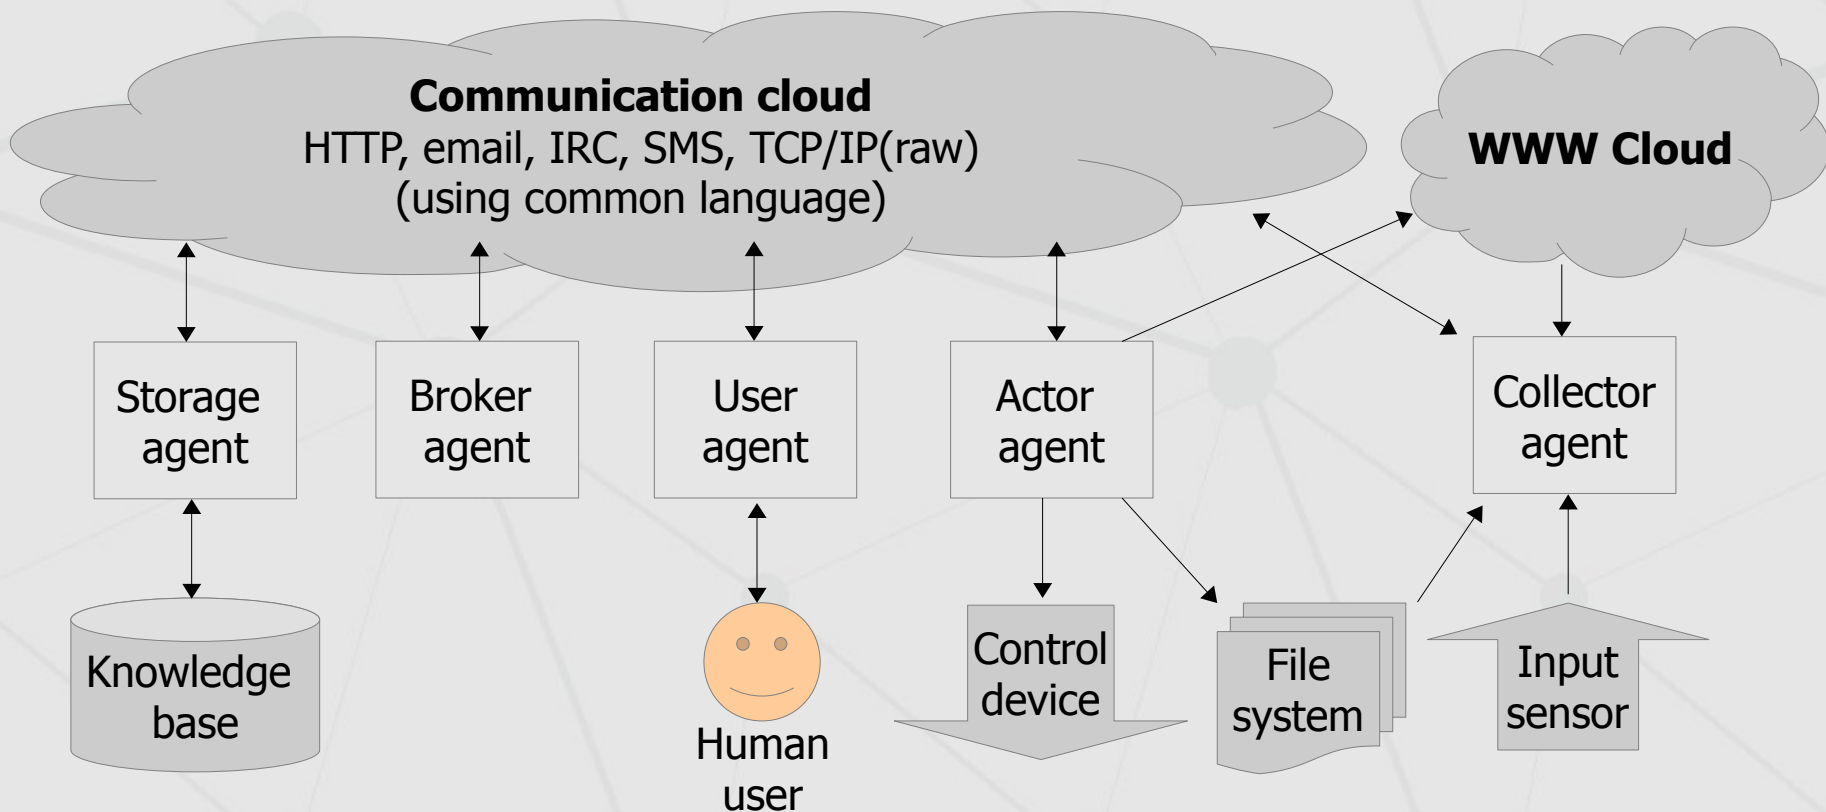 Communication cloud
HTTP, email, IRC, SMS, TCP/IP(raw)
(using common language)
WWW Cloud
Storage
agent
Broker
agent
User
agent
Actor
agent
Collector
agent
Knowledge
base
Human
user
Control
device
File
system
Input
sensor